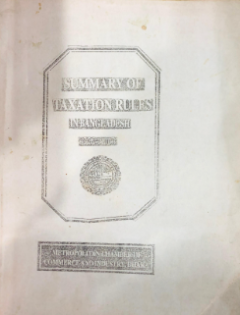 SUMMARY OF
TAXATION RULES
IN BANGLADESH
METROPOLITAN CHAMBER OF
COMMERCE AND INDUSTRY, DHAKA